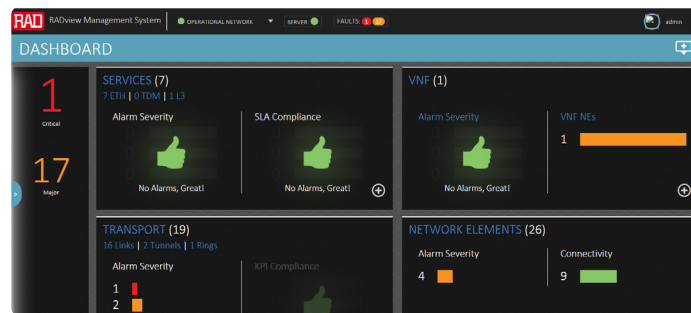 RAD RADview Management System OPERATIONAL NETWORK SERVER FAULTS: 1 17 admin
DASHBOARD
1
Critical
17
Major
SERVICES (7)
7 ETH | 0 TDM | 1 L3
Alarm Severity SLA Compliance
No Alarms, Great! No Alarms, Great!
VNF (1)
Alarm Severity VNF NEs
1
No Alarms, Great!
TRANSPORT (19)
16 Links | 2 Tunnels | 1 Rings
Alarm Severity KPI Compliance
1
2
NETWORK ELEMENTS (26)
Alarm Severity Connectivity
4 9